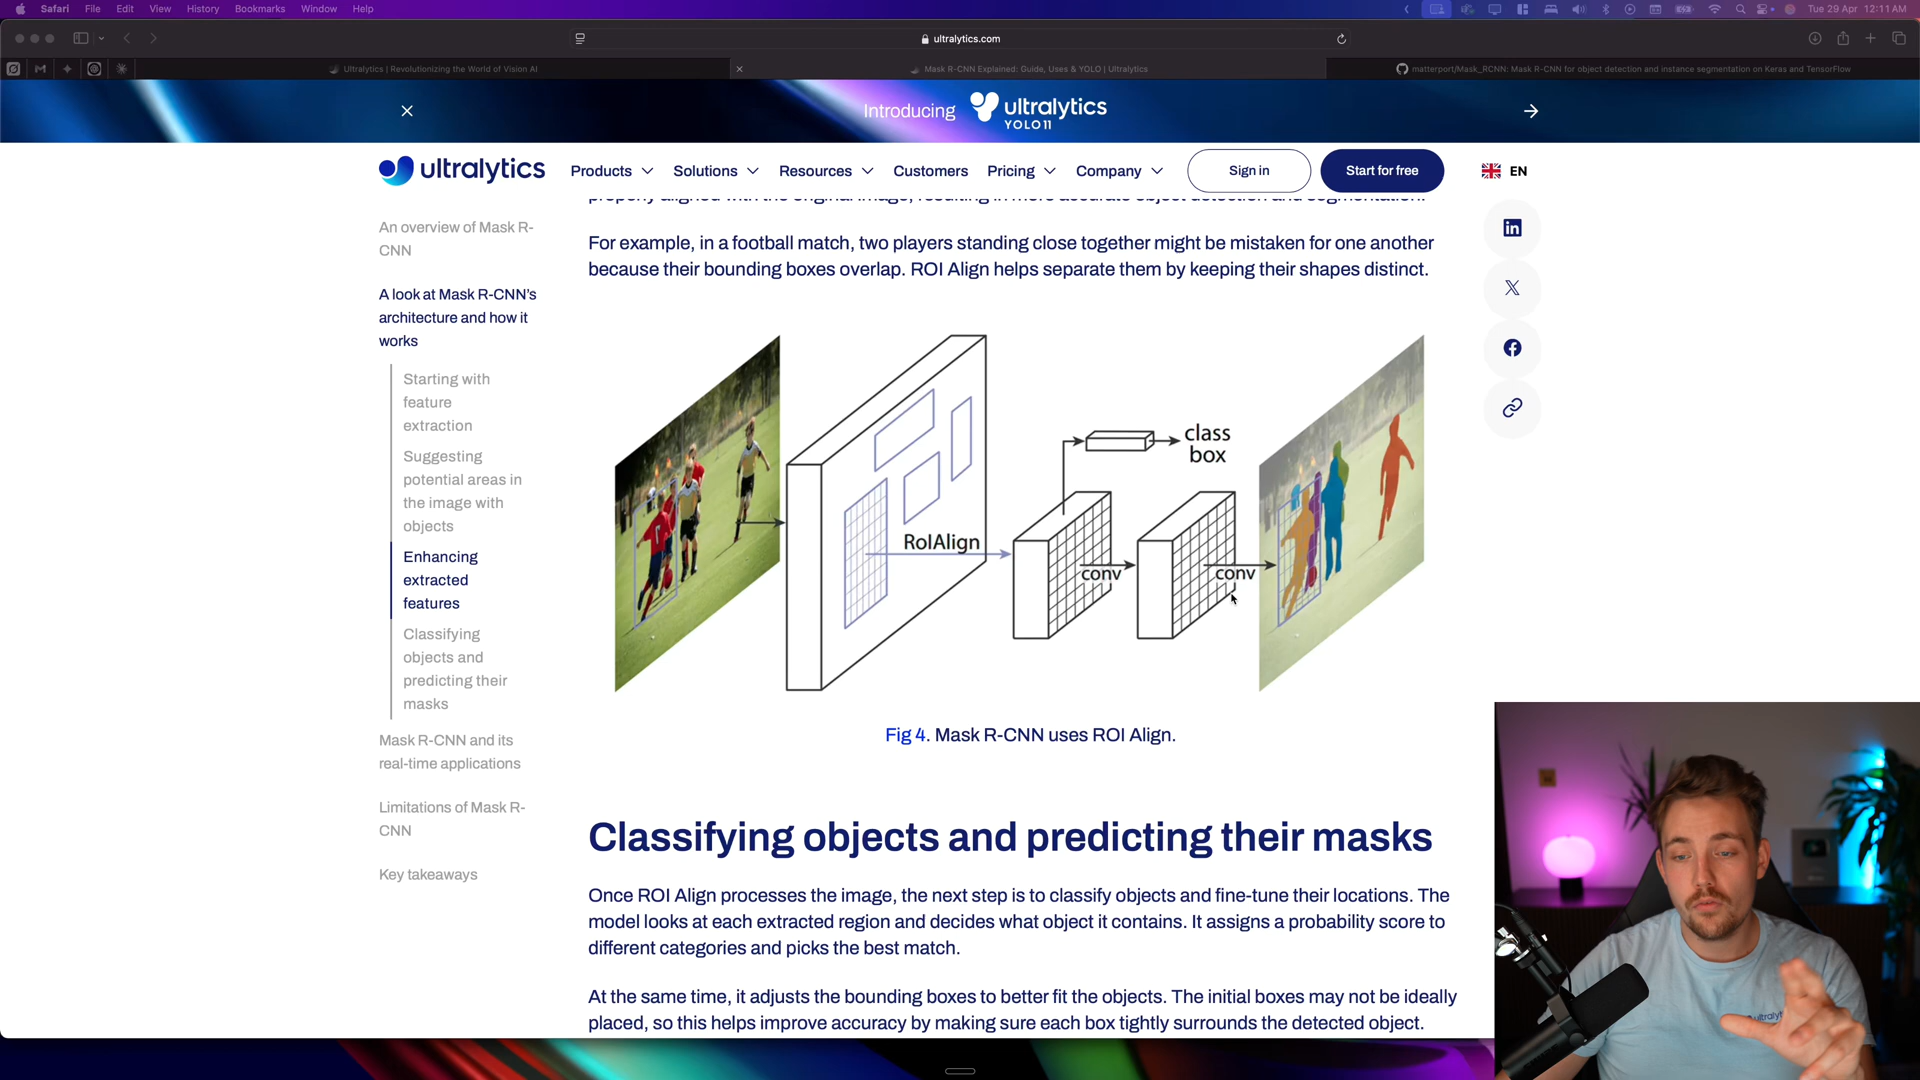 Safari File Edit View History Bookmarks Window Help
Tue 29 Apr 12:11 AM
ultralytics.com
Ultralytics | Revolutionizing the World of Vision AI
Mask R-CNN Explained: Guide, Uses & YOLO | Ultralytics
matterport/Mask_RCNN: Mask R-CNN for object detection and instance segmentation on Keras and TensorFlow
Introducing ultralytics
YOLO11
ultralytics
Products Solutions Resources Customers Pricing Company Sign in Start for free EN
An overview of Mask R-
CNN
A look at Mask R-CNN's
architecture and how it
works
Starting with
feature
extraction
Suggesting
potential areas in
the image with
objects
Enhancing
extracted
features
Classifying
objects and
predicting their
masks
Mask R-CNN and its
real-time applications
Limitations of Mask R-
CNN
Key takeaways
properly aligned with the original image, resulting in more accurate object detection and segmentation.
For example, in a football match, two players standing close together might be mistaken for one another
because their bounding boxes overlap. ROI Align helps separate them by keeping their shapes distinct.
class
box
RoIAlign
conv
conv
Fig 4. Mask R-CNN uses ROI Align.
Classifying objects and predicting their masks
Once ROI Align processes the image, the next step is to classify objects and fine-tune their locations. The
model looks at each extracted region and decides what object it contains. It assigns a probability score to
different categories and picks the best match.
At the same time, it adjusts the bounding boxes to better fit the objects. The initial boxes may not be ideally
placed, so this helps improve accuracy by making sure each box tightly surrounds the detected object.